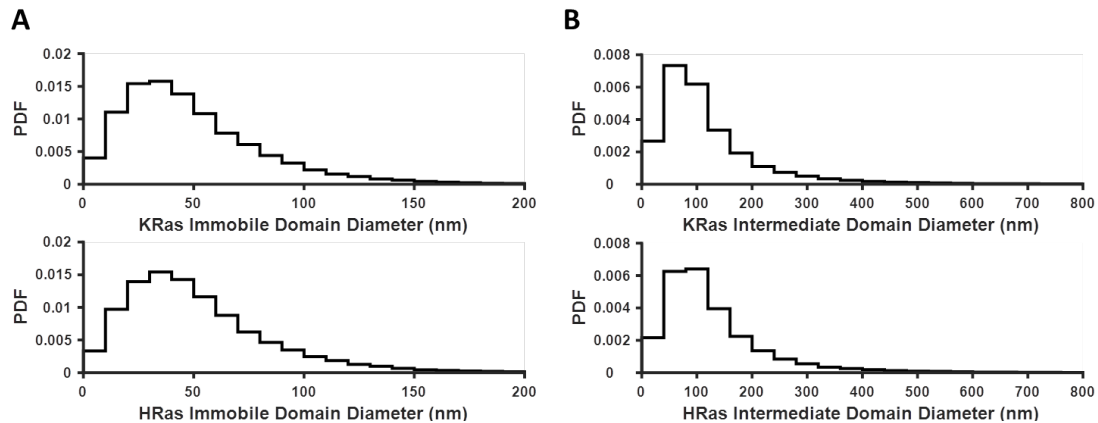 A
0.02
0.015
0.01
0.005
0
PDF
0 50 100 150 200
KRas Immobile Domain Diameter (nm)
0.02
0.015
0.01
0.005
0
PDF
0 50 100 150 200
HRas Immobile Domain Diameter (nm)
B
0.008
0.006
0.004
0.002
0
PDF
0 100 200 300 400 500 600 700 800
KRas Intermediate Domain Diameter (nm)
0.008
0.006
0.004
0.002
0
PDF
0 100 200 300 400 500 600 700 800
HRas Intermediate Domain Diameter (nm)